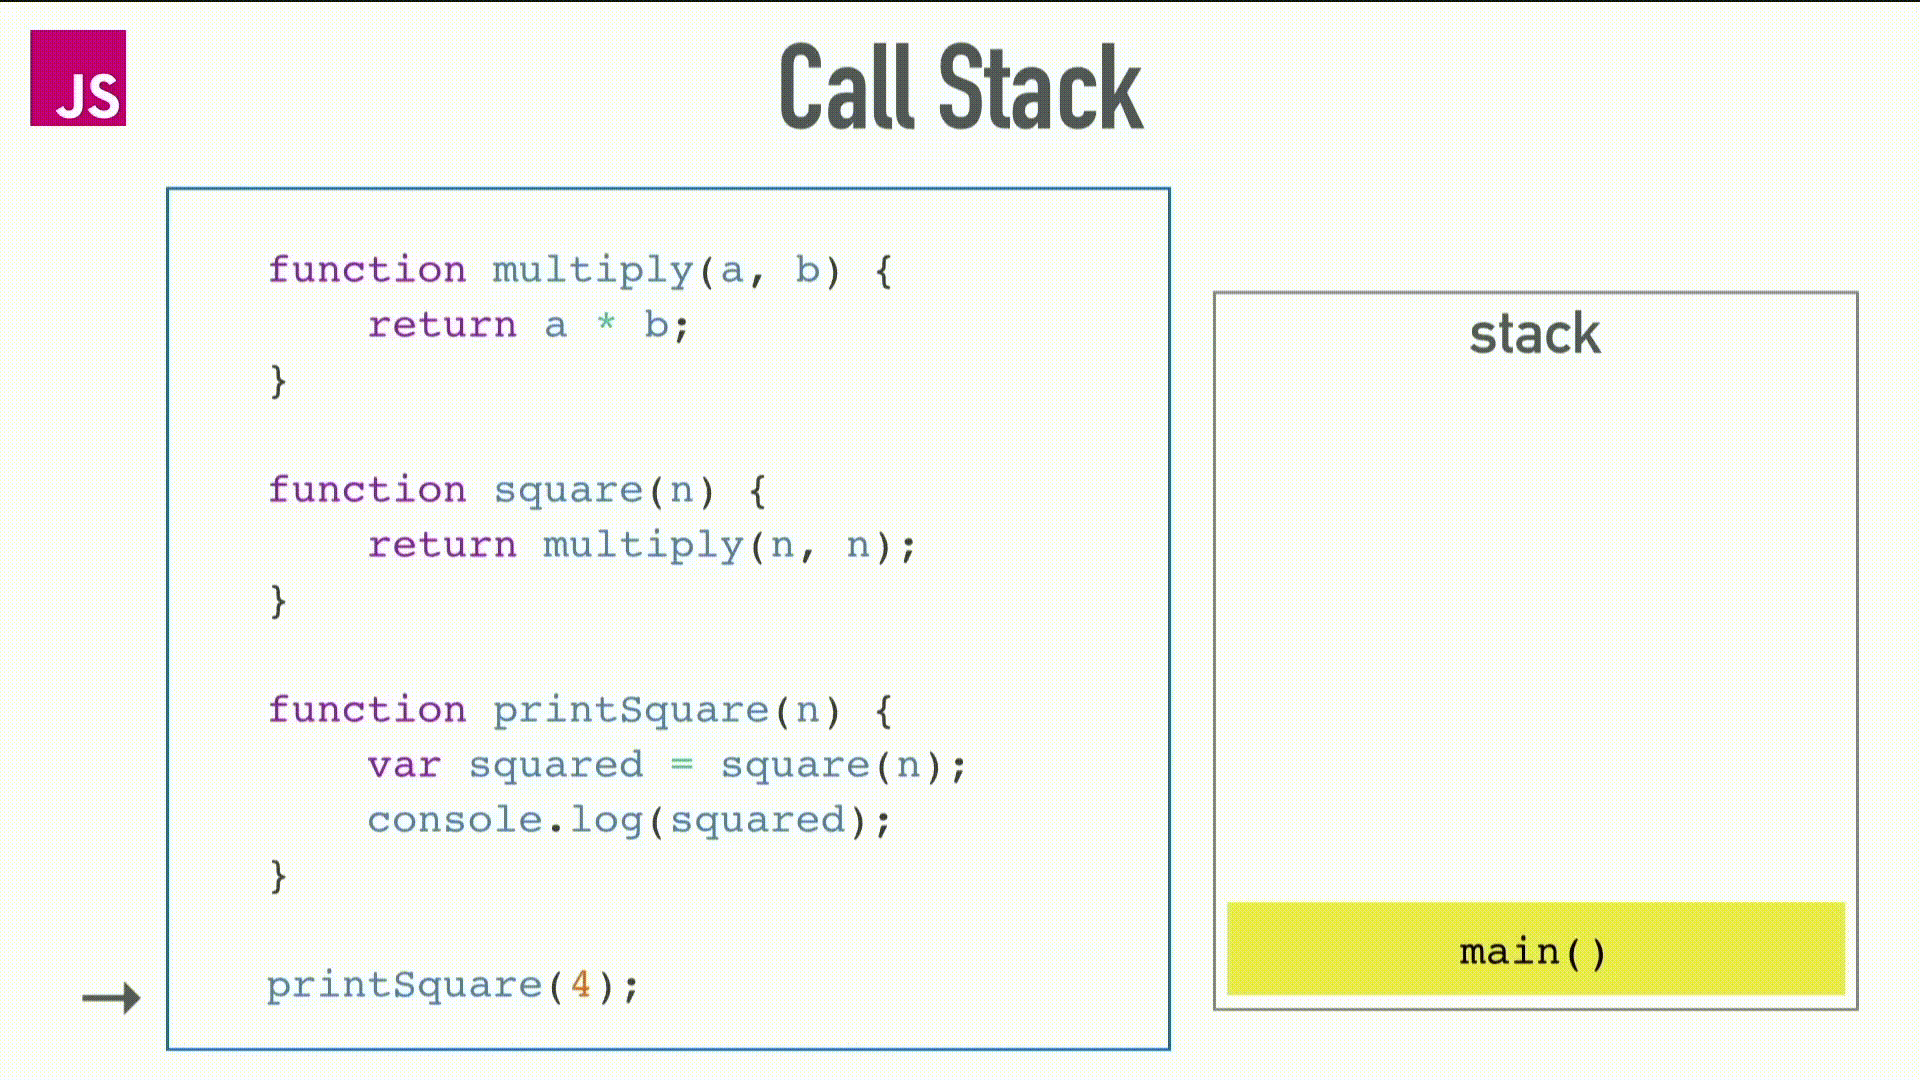 JS
Call Stack
function multiply(a, b) {
    return a * b;
}
function square(n) {
    return multiply(n, n);
}
function printSquare(n) {
    var squared = square(n);
    console.log(squared);
}
printSquare(4);
stack
main()